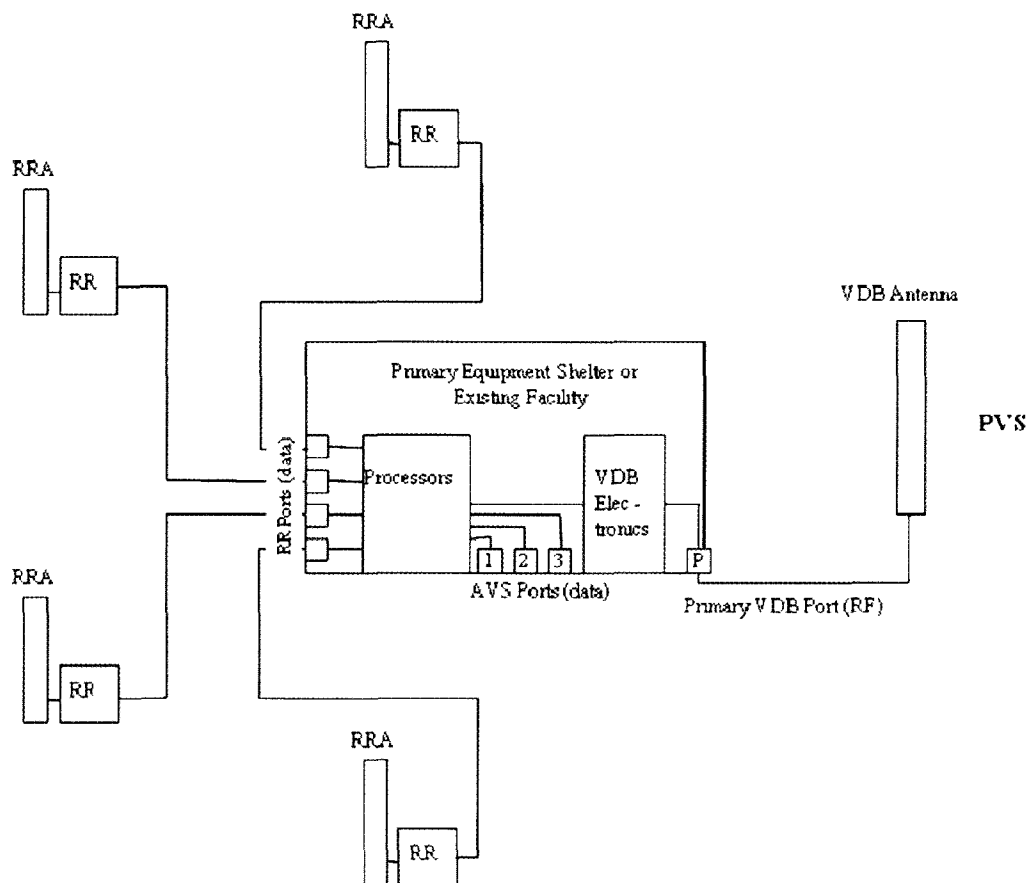 RRA
RR
RRA
RR
VDB Antenna
PVS
Primary Equipment Shelter or
Existing Facility
RR Ports (data)
Processors
VDB
Elec -
tronics
1
2
3
P
AVS Ports (data)
Primary VDB Port (RF)
RRA
RR
RRA
RR